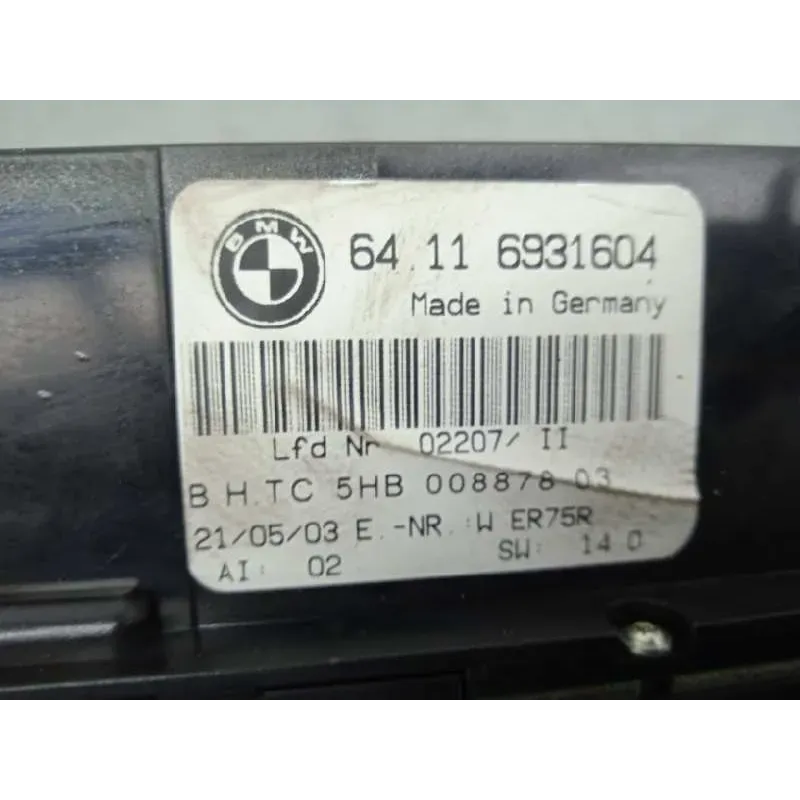 BMW
64.11 6931604
Made in Germany
Lfd Nr 02207/ II
B H.TC 5HB 008878 03
21/05/03 E.-NR.:W ER75R
AI: 02 SW: 14 0